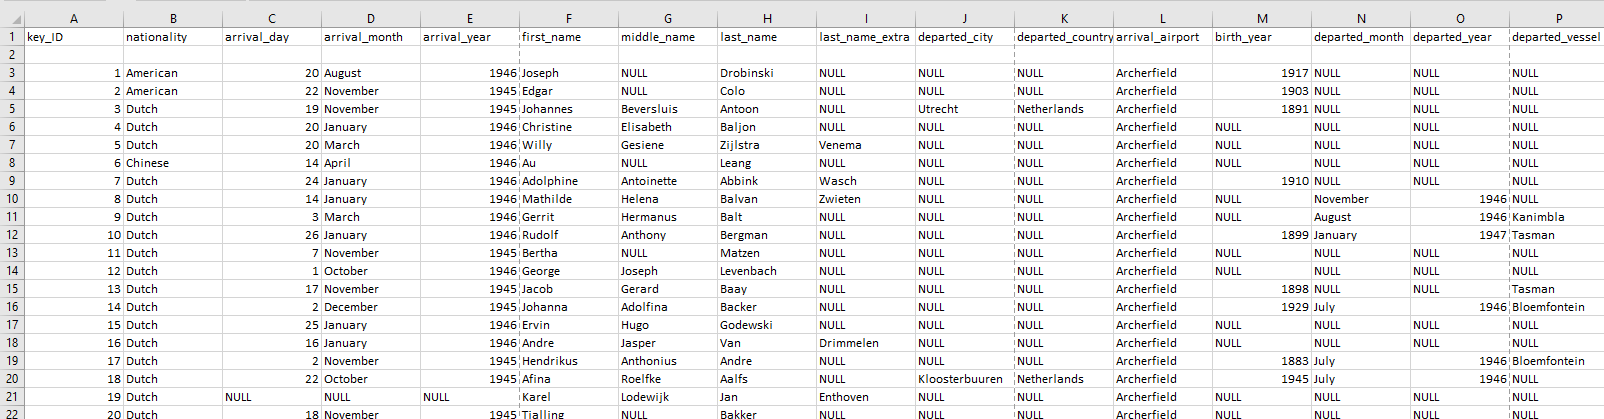 A B C D E F G H I J K L M N O P
1 key_ID nationality arrival_day arrival_month arrival_year first_name middle_name last_name last_name_extra departed_city departed_country arrival_airport birth_year departed_month departed_year departed_vessel
2
3 1 American 20 August 1946 Joseph NULL Drobinski NULL NULL NULL Archerfield 1917 NULL NULL NULL
4 2 American 22 November 1945 Edgar NULL Colo NULL NULL NULL Archerfield 1903 NULL NULL NULL
5 3 Dutch 19 November 1945 Johannes Beversluis Antoon NULL Utrecht Netherlands Archerfield 1891 NULL NULL NULL
6 4 Dutch 20 January 1946 Christine Elisabeth Baljon NULL NULL NULL Archerfield NULL NULL NULL NULL
7 5 Dutch 20 March 1946 Willy Gesiene Zijlstra Venema NULL NULL Archerfield NULL NULL NULL NULL
8 6 Chinese 14 April 1946 Au NULL Leang NULL NULL NULL Archerfield NULL NULL NULL NULL
9 7 Dutch 24 January 1946 Adolphine Antoinette Abbink Wasch NULL NULL Archerfield 1910 NULL NULL NULL
10 8 Dutch 14 January 1946 Mathilde Helena Balvan Zwieten NULL NULL Archerfield NULL November 1946 NULL
11 9 Dutch 3 March 1946 Gerrit Hermanus Balt NULL NULL NULL Archerfield NULL August 1946 Kanimbla
12 10 Dutch 26 January 1946 Rudolf Anthony Bergman NULL NULL NULL Archerfield 1899 January 1947 Tasman
13 11 Dutch 7 November 1945 Bertha NULL Matzen NULL NULL NULL Archerfield NULL NULL NULL NULL
14 12 Dutch 1 October 1946 George Joseph Levenbach NULL NULL NULL Archerfield NULL NULL NULL NULL
15 13 Dutch 17 November 1945 Jacob Gerard Baay NULL NULL NULL Archerfield 1898 NULL NULL Tasman
16 14 Dutch 2 December 1945 Johanna Adolfina Backer NULL NULL NULL Archerfield 1929 July 1946 Bloemfontein
17 15 Dutch 25 January 1946 Ervin Hugo Godewski NULL NULL NULL Archerfield NULL NULL NULL NULL
18 16 Dutch 16 January 1946 Andre Jasper Van Drimmelen NULL NULL Archerfield NULL NULL NULL NULL
19 17 Dutch 2 November 1945 Hendrikus Anthonius Andre NULL NULL NULL Archerfield 1883 July 1946 Bloemfontein
20 18 Dutch 22 October 1945 Afina Roelfke Aalfs NULL Kloosterbuuren Netherlands Archerfield 1945 July 1946 NULL
21 19 Dutch NULL NULL NULL Karel Lodewijk Jan Enthoven NULL NULL Archerfield NULL NULL NULL NULL
22 20 Dutch 18 November 1945 Tjalling NULL Bakker NULL NULL NULL Archerfield NULL NULL NULL NULL